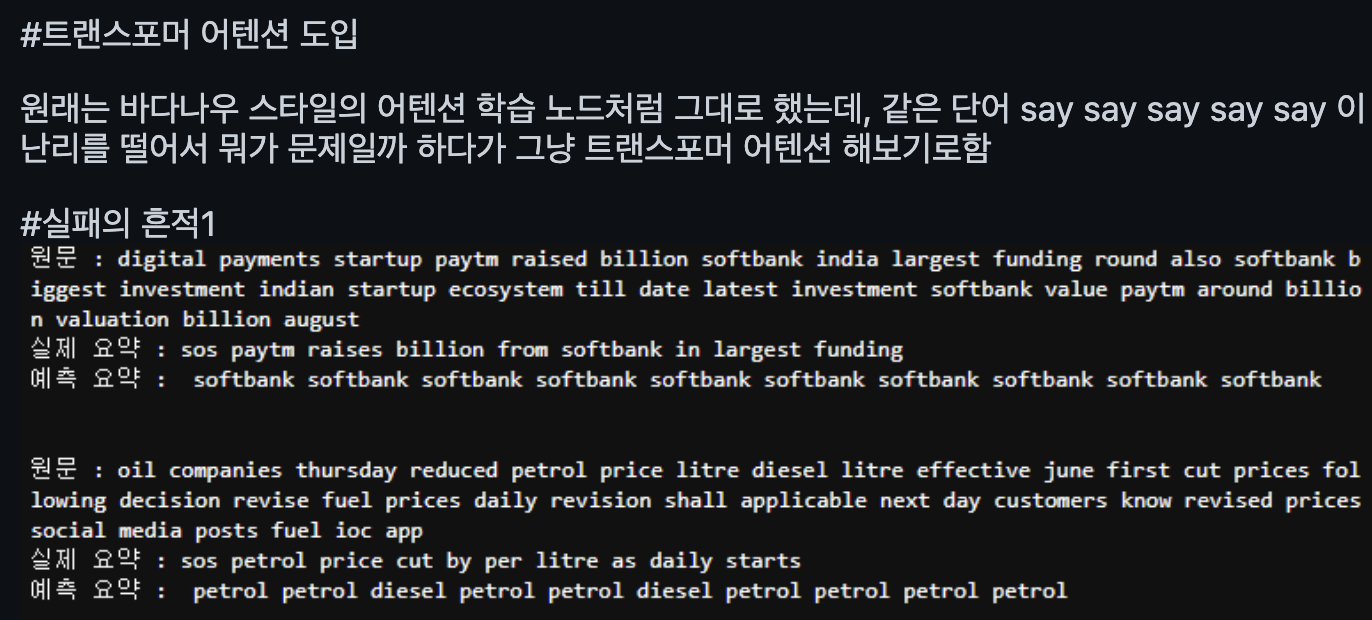 #트랜스포머 어텐션 도입
원래는 바다나우 스타일의 어텐션 학습 노드처럼 그대로 했는데, 같은 단어 say say say say say 이
난리를 떨어서 뭐가 문제일까 하다가 그냥 트랜스포머 어텐션 해보기로함
#실패의 흔적1
원문 : digital payments startup paytm raised billion softbank india largest funding round also softbank b
iggest investment indian startup ecosystem till date latest investment softbank value paytm around billio
n valuation billion august
실제 요약 : sos paytm raises billion from softbank in largest funding
예측 요약 : softbank softbank softbank softbank softbank softbank softbank softbank softbank softbank
원문 : oil companies thursday reduced petrol price litre diesel litre effective june first cut prices fol
lowing decision revise fuel prices daily revision shall applicable next day customers know revised prices
social media posts fuel ioc app
실제 요약 : sos petrol price cut by per litre as daily starts
예측 요약 : petrol petrol diesel petrol petrol diesel petrol petrol petrol petrol